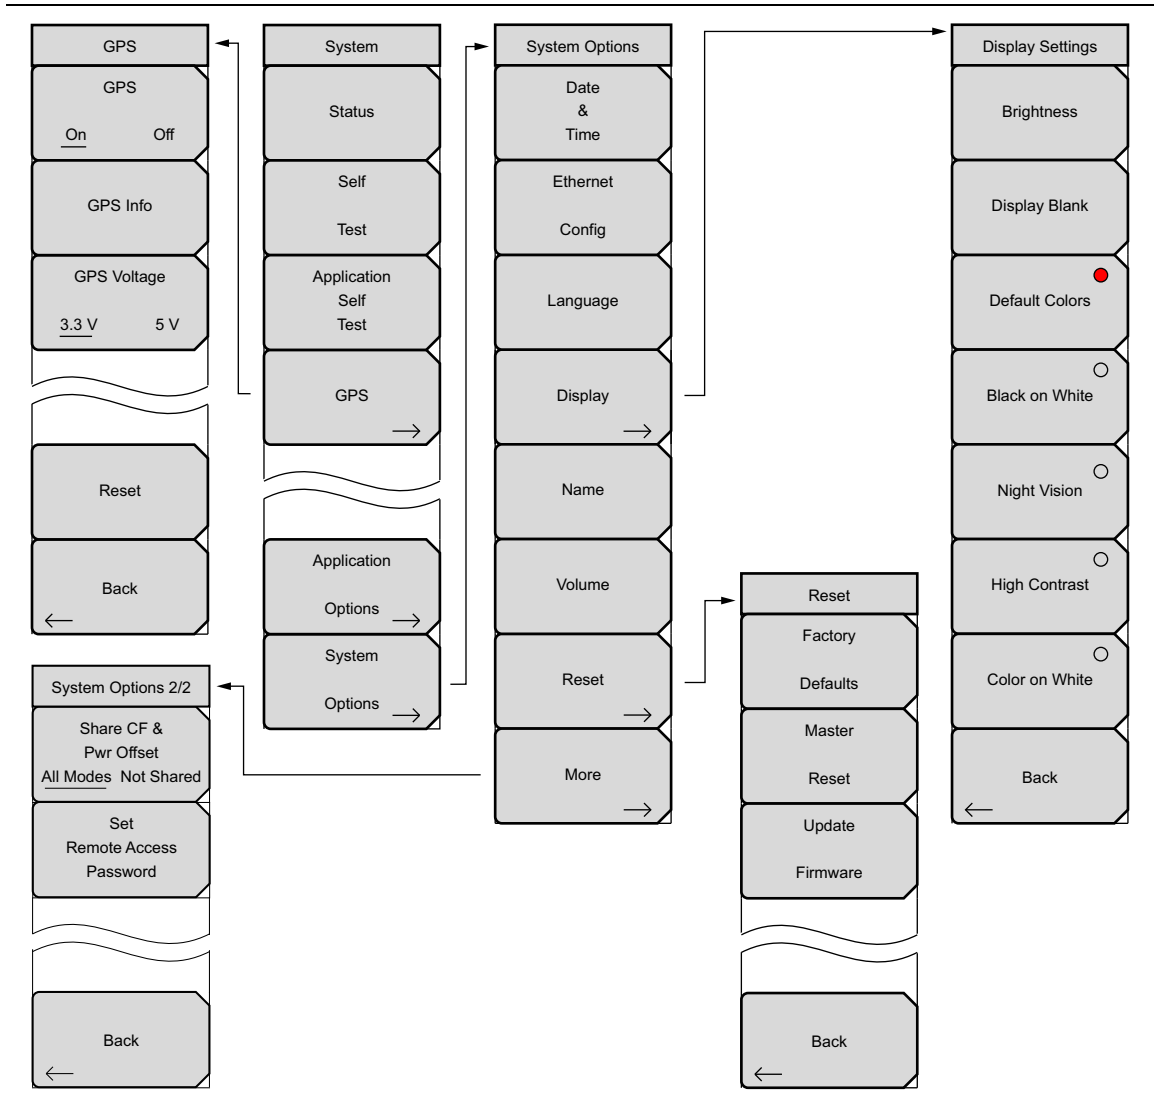 GPS
GPS
On Off
GPS Info
GPS Voltage
3.3 V 5 V
Reset
Back
System
Status
Self
Test
Application
Self
Test
GPS
Application
Options
System
Options
System Options
Date
&
Time
Ethernet
Config
Language
Display
Name
Volume
Reset
More
Display Settings
Brightness
Display Blank
Default Colors
Black on White
Night Vision
High Contrast
Color on White
Back
System Options 2/2
Share CF &
Pwr Offset
All Modes Not Shared
Set
Remote Access
Password
Back
Reset
Factory
Defaults
Master
Reset
Update
Firmware
Back